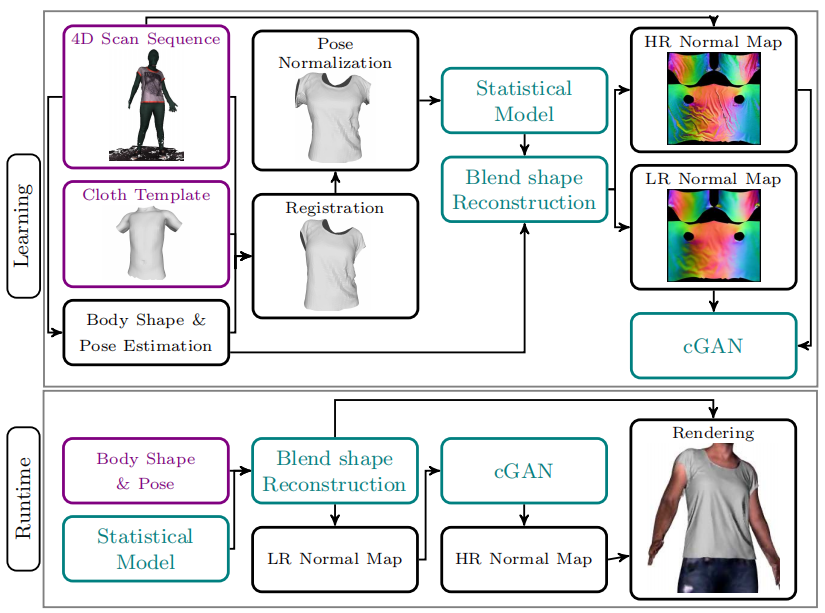 Learning
4D Scan Sequence
Cloth Template
Body Shape &
Pose Estimation
Pose
Normalization
Registration
Statistical
Model
Blend shape
Reconstruction
HR Normal Map
LR Normal Map
cGAN
Runtime
Body Shape
& Pose
Statistical
Model
Blend shape
Reconstruction
LR Normal Map
cGAN
HR Normal Map
Rendering